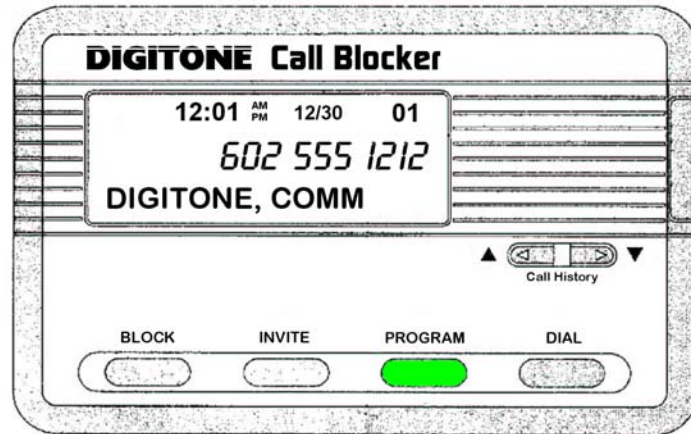 DIGITONE Call Blocker
12:01 AM PM 12/30 01
602 555 1212
DIGITONE, COMM
Call History
BLOCK INVITE PROGRAM DIAL